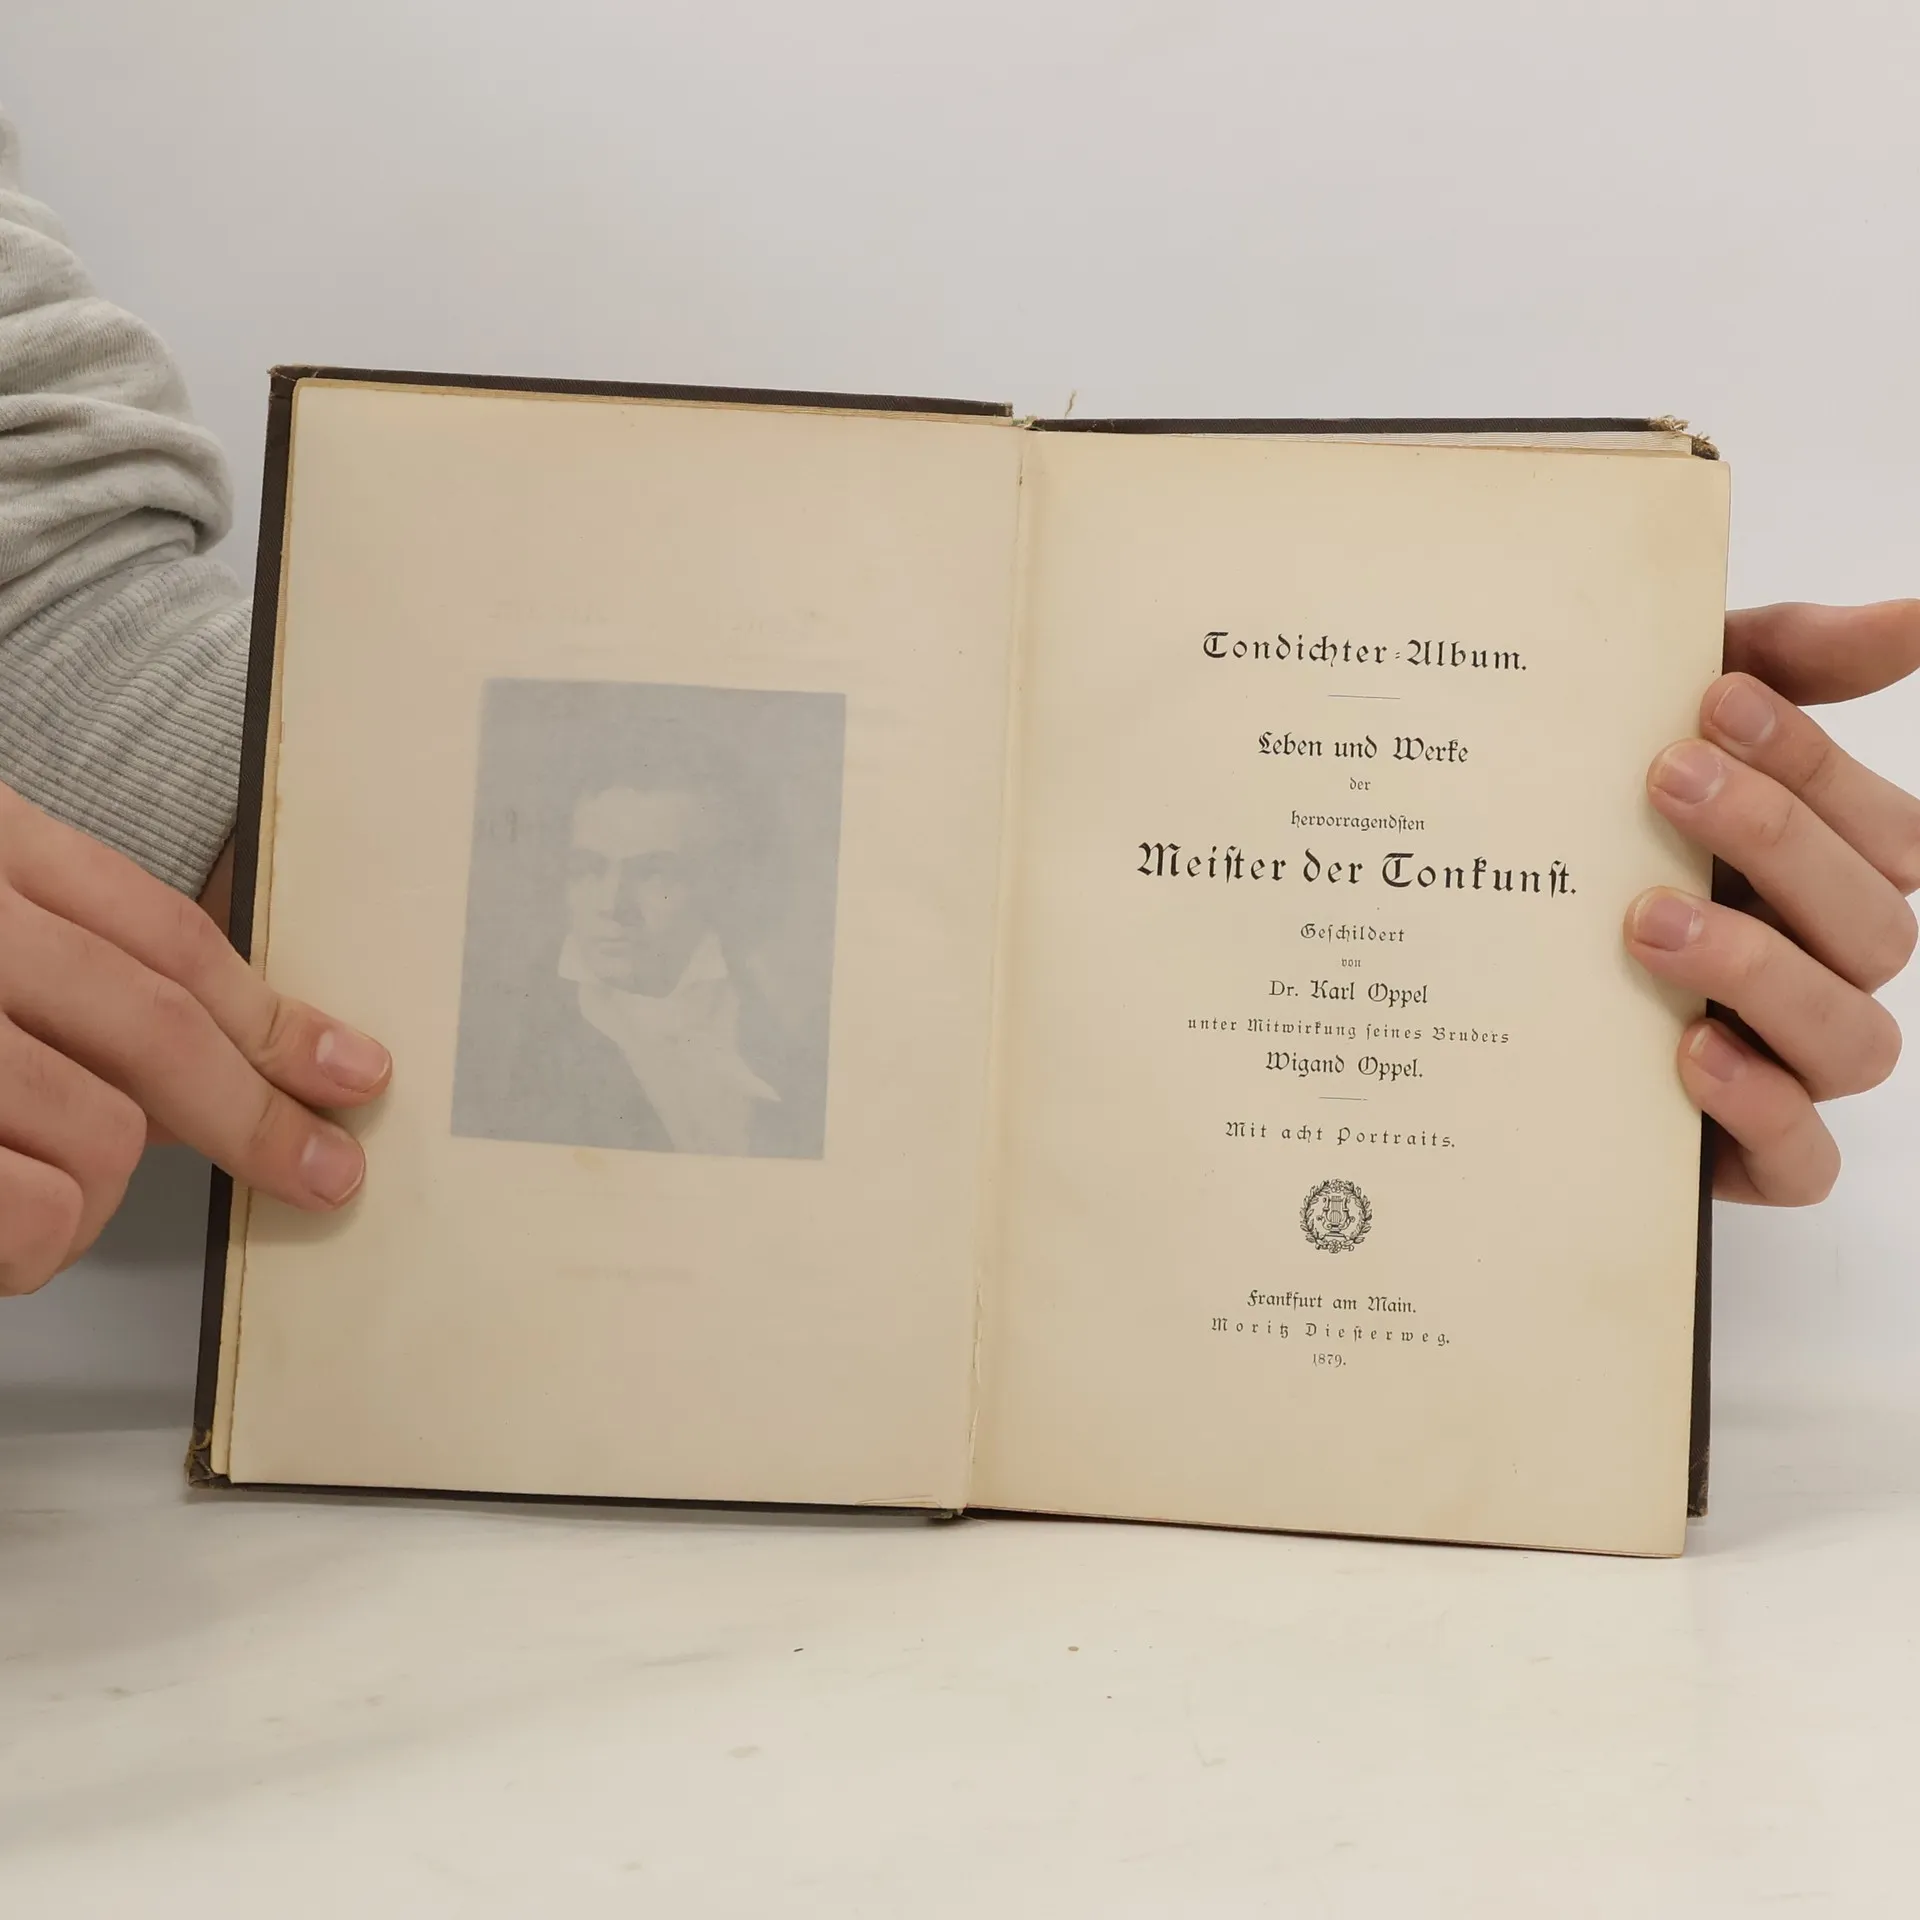 Tondichter-Album.
Leben und Werke
der
hervorragendsten
Meister der Tonkunst.
Geschildert
von
Dr. Karl Oppel
unter Mitwirkung seines Bruders
Wigand Oppel.
Mit acht Portraits.
Frankfurt am Main.
Moritz Diesterweg.
1879.